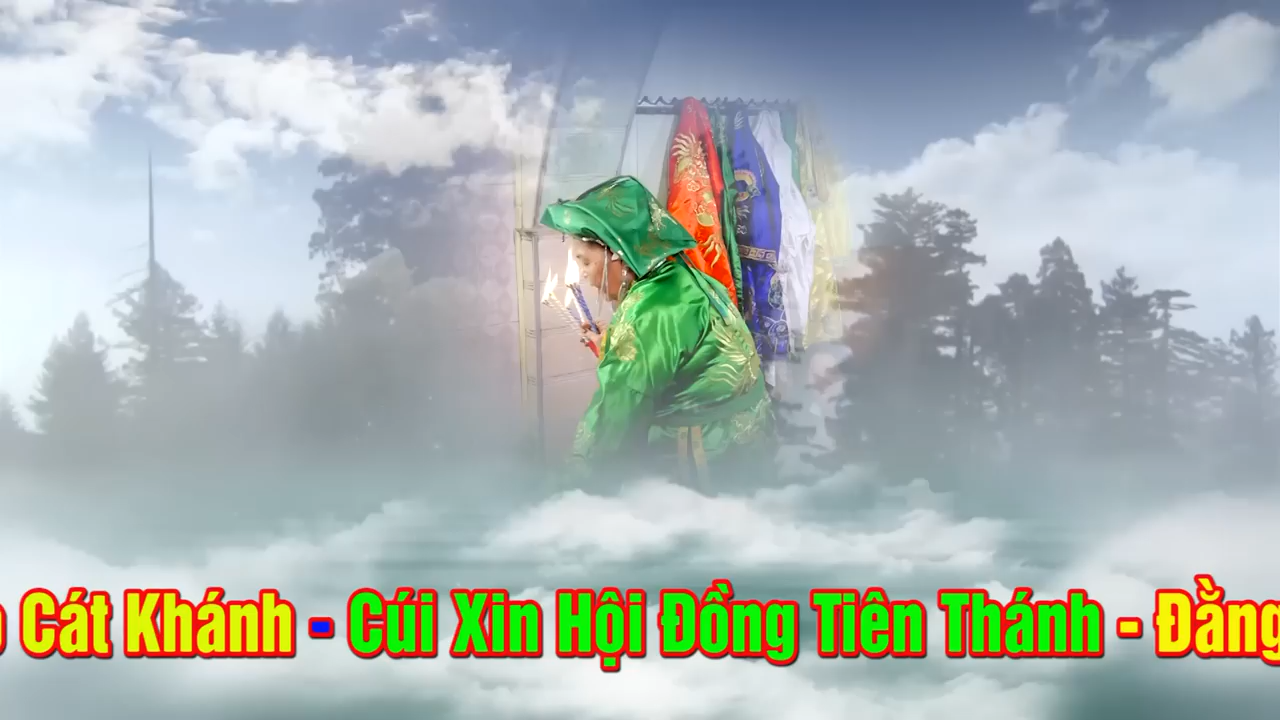 Cát Khánh - Cúi Xin Hội Đồng Tiên Thánh - Đằng